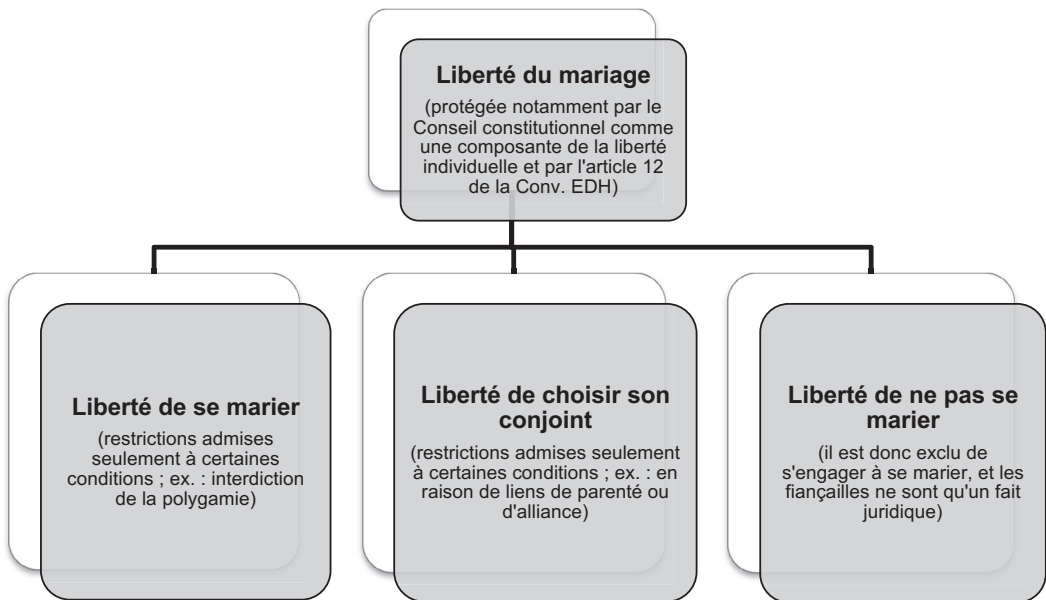 Liberté du mariage
(protégée notamment par le
Conseil constitutionnel comme
une composante de la liberté
individuelle et par l'article 12
de la Conv. EDH)
Liberté de se marier
(restrictions admises
seulement à certaines
conditions ; ex. : interdiction
de la polygamie)
Liberté de choisir son
conjoint
(restrictions admises seulement
à certaines conditions ; ex. : en
raison de liens de parenté ou
d'alliance)
Liberté de ne pas se
marier
(il est donc exclu de
s'engager à se marier, et les
fiançailles ne sont qu'un fait
juridique)